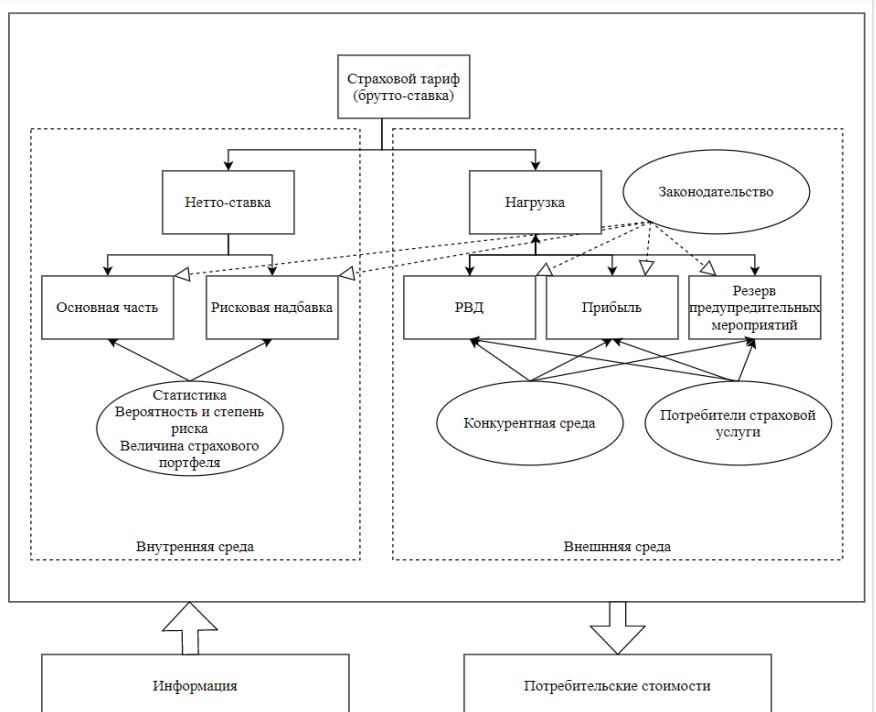 Страховой тариф
(брутто-ставка)
Нетто-ставка
Нагрузка
Законодательство
Основная часть
Рисковая надбавка
РВД
Прибыль
Резерв
предупредительных
мероприятий
Статистика
Вероятность и степень
риска
Величина страхового
портфеля
Конкурентная среда
Потребители страховой
услуги
Внутренняя среда
Внешнняя среда
Информация
Потребительские стоимости